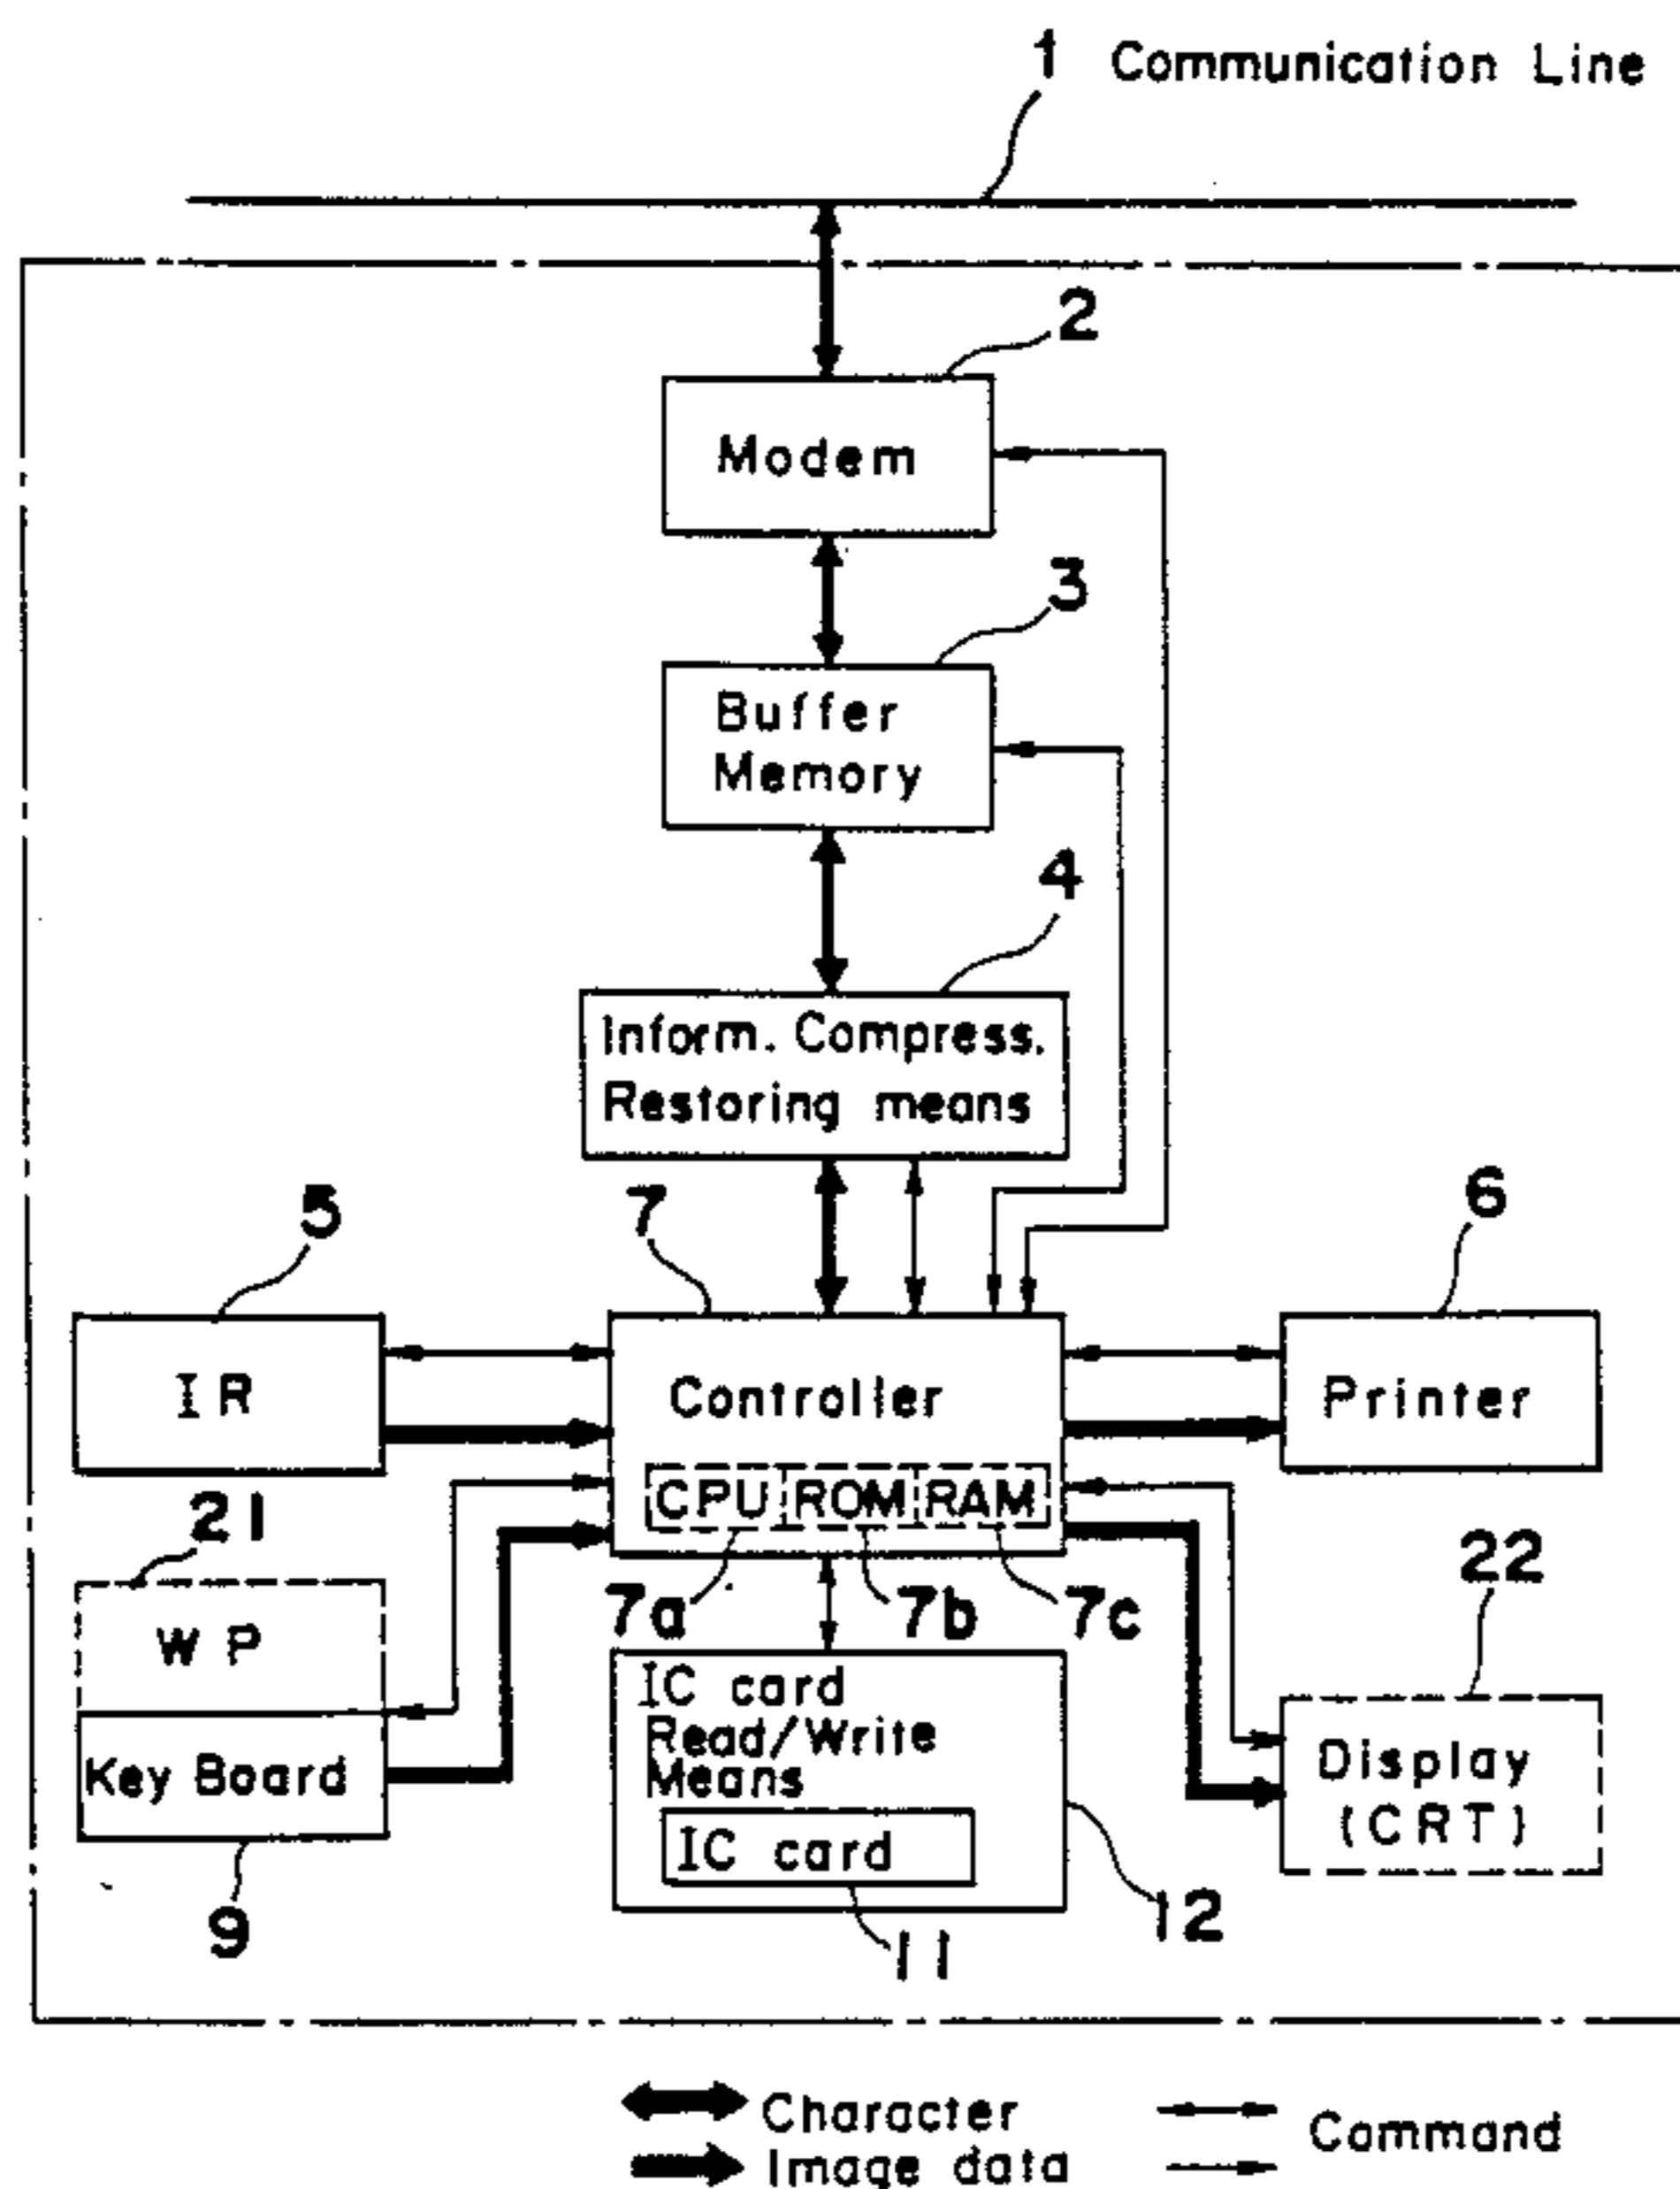 1 Communication Line
2
Modem
3
Buffer
Memory
4
Inform. Compress.
Restoring means
5
7
6
IR
Controller
Printer
CPU ROM RAM
21
22
7a
7b
7c
WP
Key Board
IC card
Read/Write
Means
IC card
Display
(CRT)
9
11
12
Character
Image data
Command